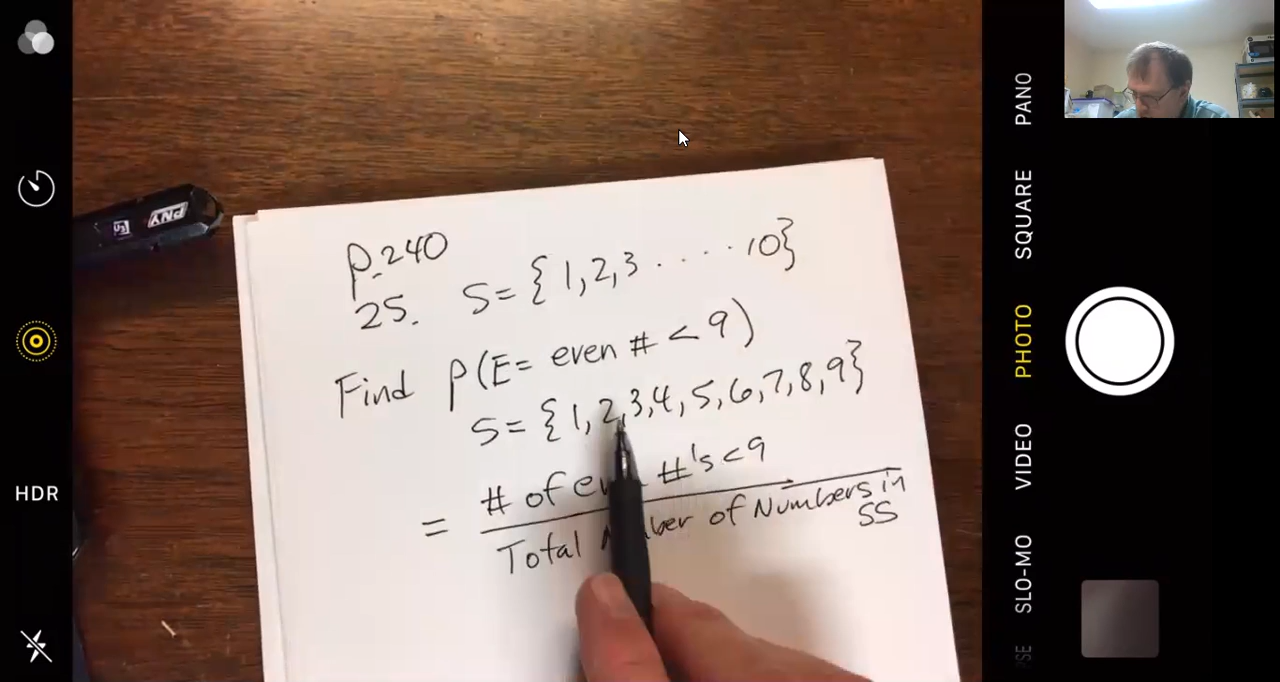 p.240
25. S = { 1, 2, 3 . . . . 10 }
Find P(E = even # < 9)
S = { 1, 2, 3, 4, 5, 6, 7, 8, 9 }
= # of #'s < 9
Total of Numbers in
SS
PNY
HDR
PANO
SQUARE
PHOTO
VIDEO
SLO-MO